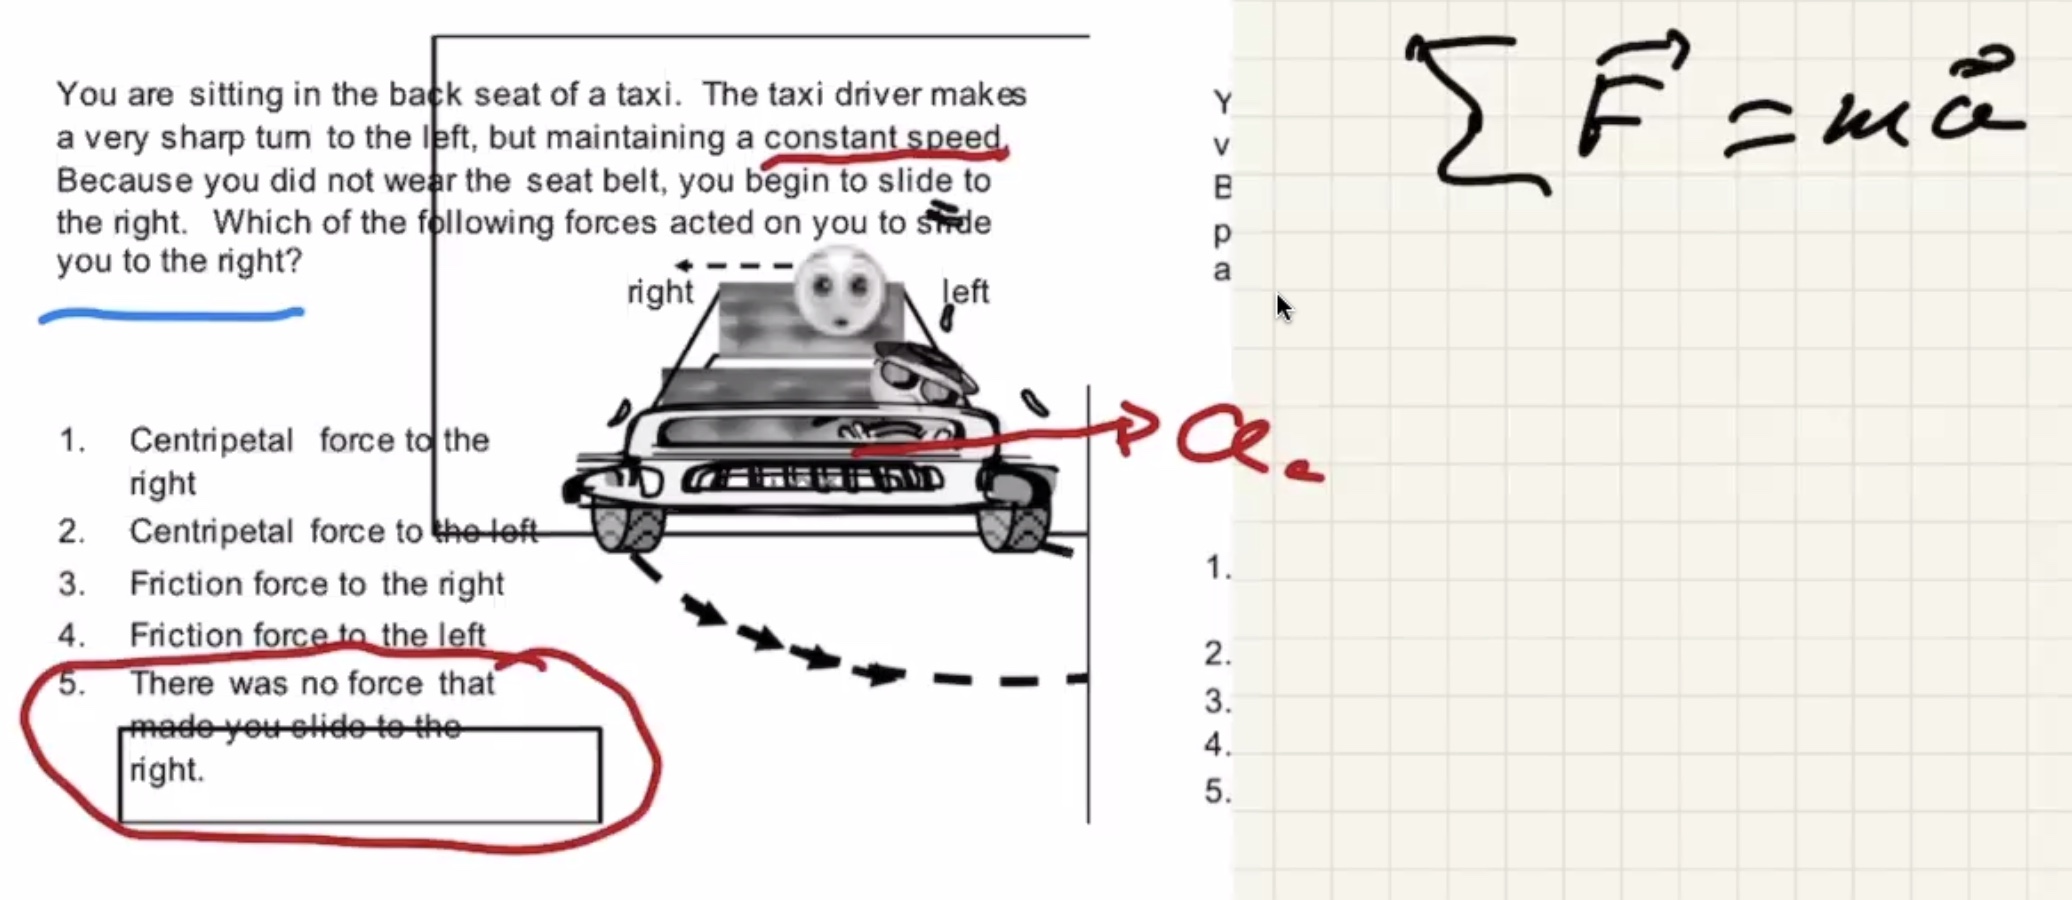 You are sitting in the back seat of a taxi. The taxi driver makes
a very sharp turn to the left, but maintaining a constant speed.
Because you did not wear the seat belt, you begin to slide to
the right. Which of the following forces acted on you to slide
you to the right?
right
left
1. Centripetal force to the
right
2. Centripetal force to the left
3. Friction force to the right
4. Friction force to the left
5. There was no force that
made you slide to the
right.
a c
Y
v
B
p
a
1.
2.
3.
4.
5.
∑ F⃗ = m a⃗